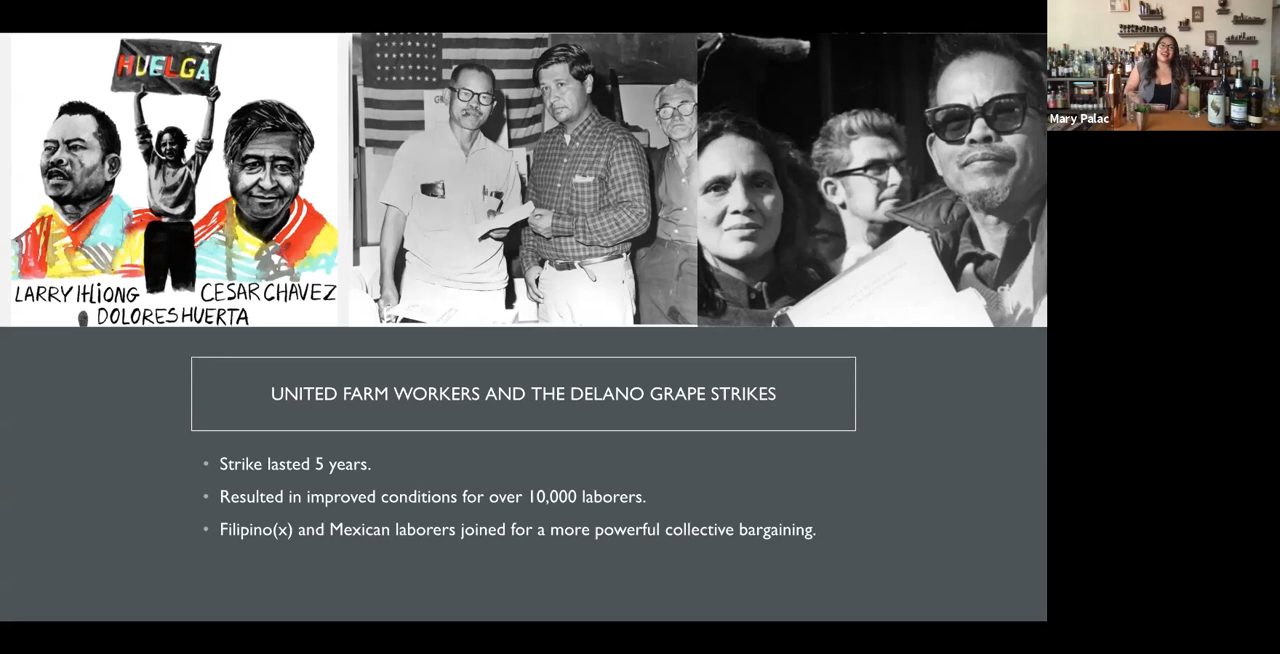 HUELGA
LARRY ITLIONG
CESAR CHAVEZ
DOLORES HUERTA
Mary Palac
UNITED FARM WORKERS AND THE DELANO GRAPE STRIKES
• Strike lasted 5 years.
• Resulted in improved conditions for over 10,000 laborers.
• Filipino(x) and Mexican laborers joined for a more powerful collective bargaining.